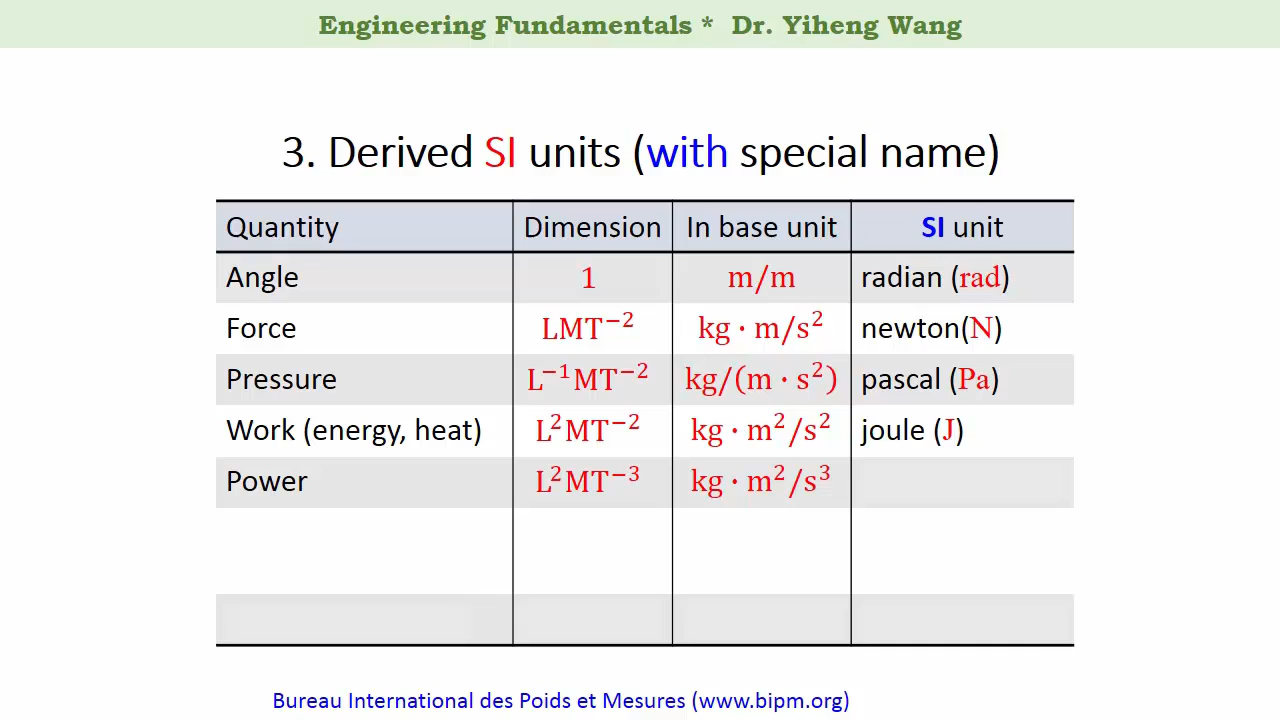 Engineering Fundamentals * Dr. Yiheng Wang
3. Derived SI units (with special name)
Quantity Dimension In base unit SI unit
Angle 1 m/m radian (rad)
Force LMT⁻² kg · m/s² newton(N)
Pressure L⁻¹MT⁻² kg/(m · s²) pascal (Pa)
Work (energy, heat) L²MT⁻² kg · m²/s² joule (J)
Power L²MT⁻³ kg · m²/s³
Bureau International des Poids et Mesures (www.bipm.org)